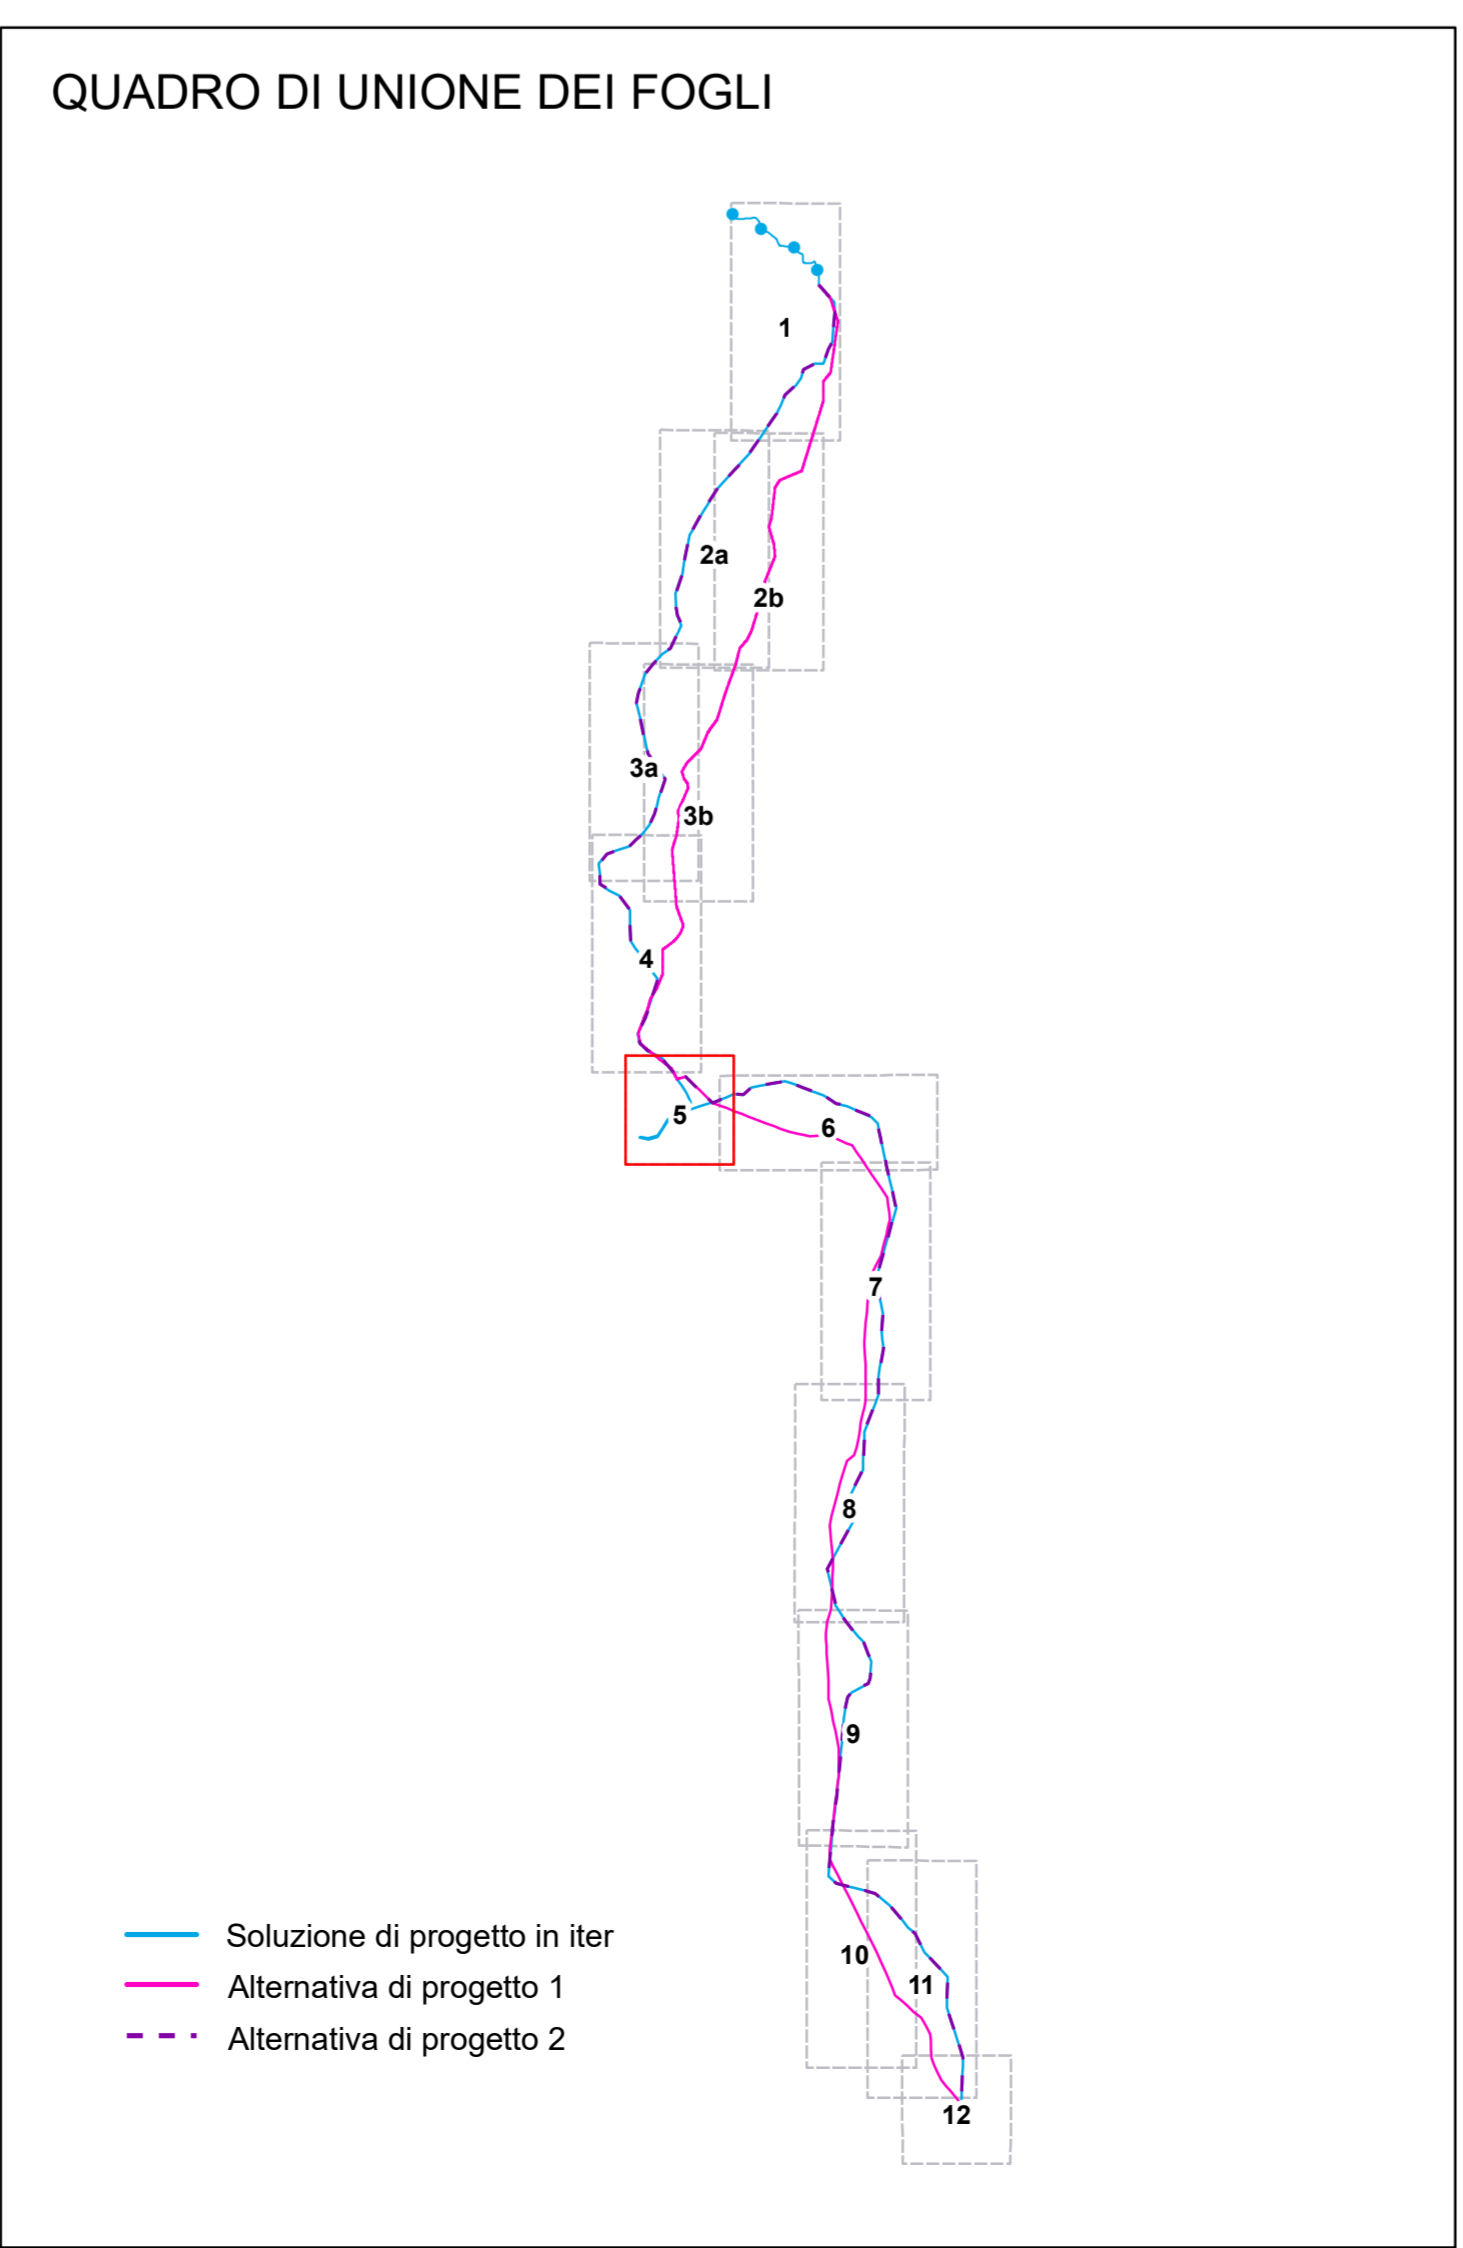 QUADRO DI UNIONE DEI FOGLI
1
2a
2b
3a
3b
4
5
6
7
8
9
10
11
12
Soluzione di progetto in iter
Alternativa di progetto 1
Alternativa di progetto 2